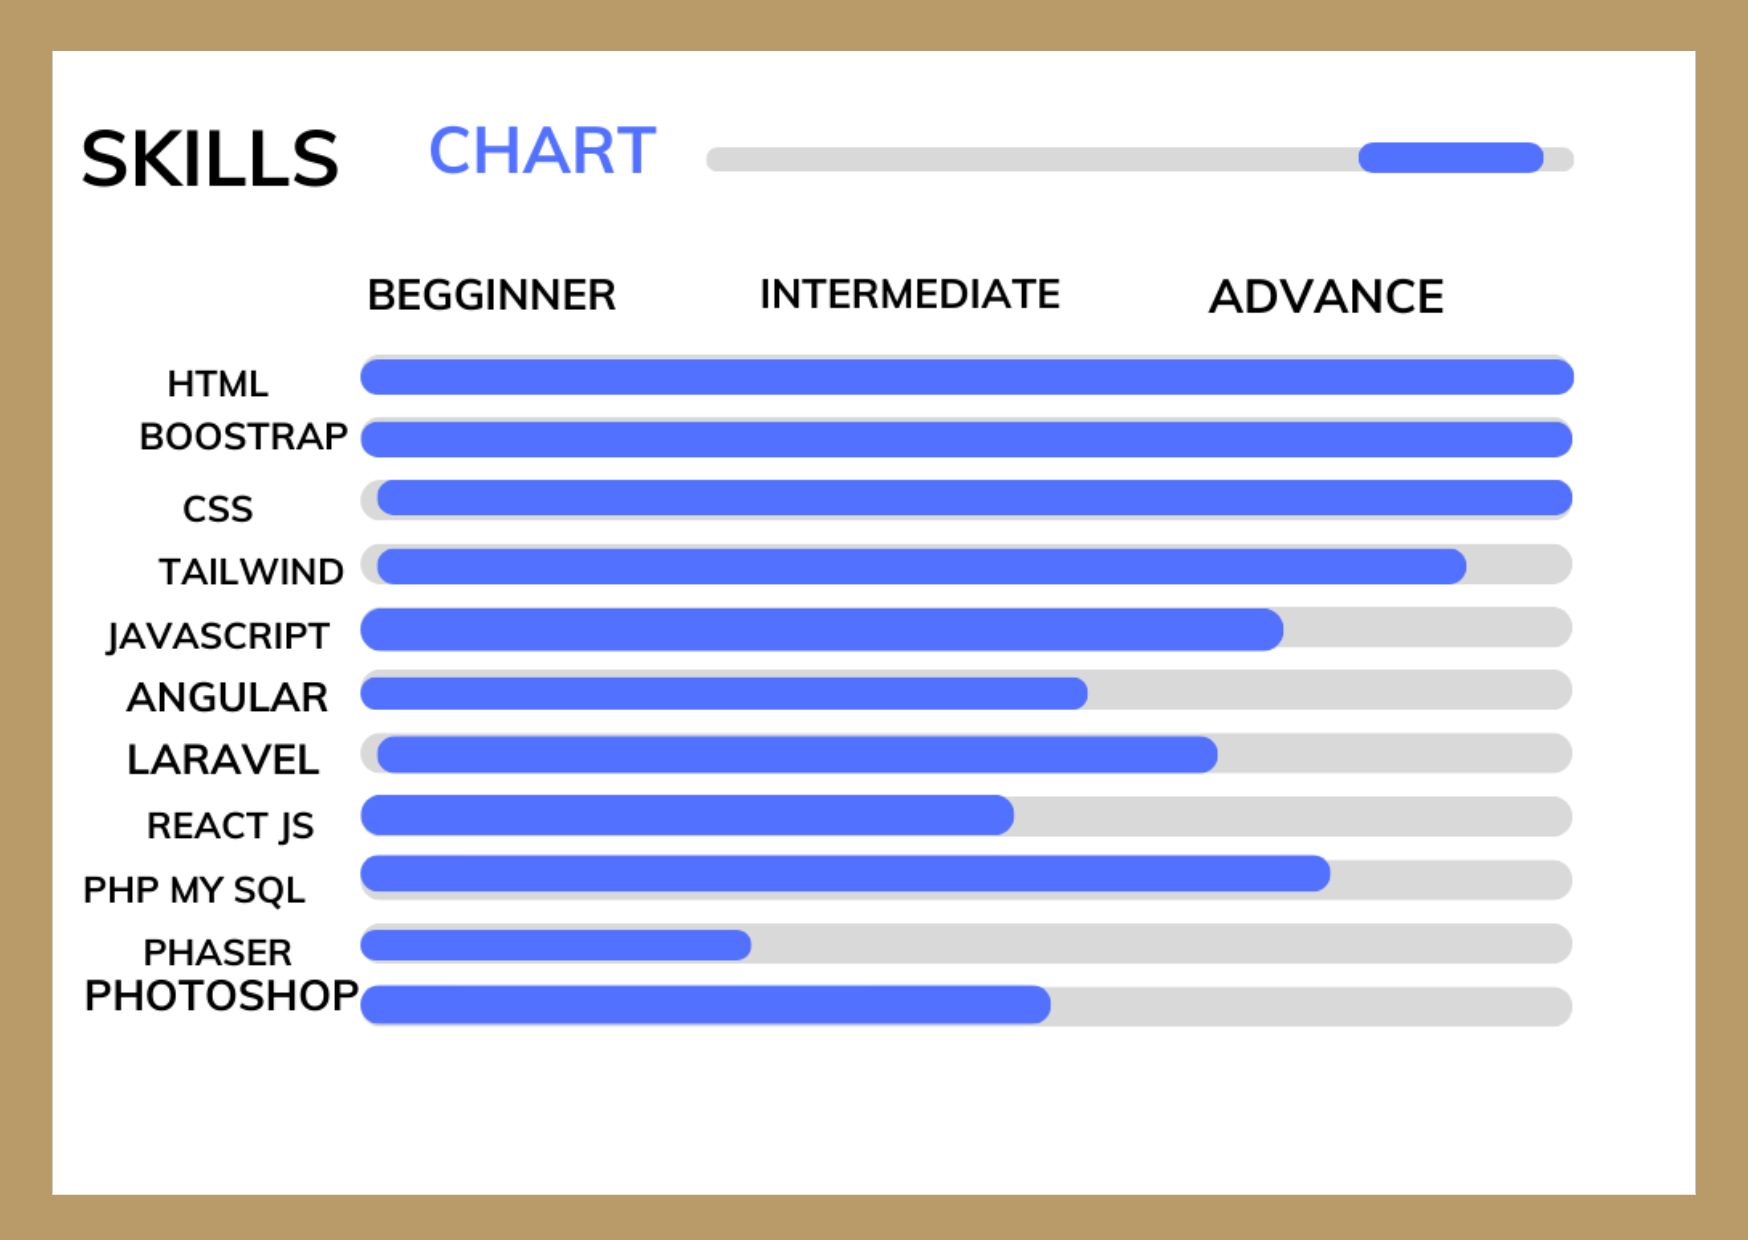 SKILLS CHART
BEGGINNER INTERMEDIATE ADVANCE
HTML
BOOSTRAP
CSS
TAILWIND
JAVASCRIPT
ANGULAR
LARAVEL
REACT JS
PHP MY SQL
PHASER
PHOTOSHOP